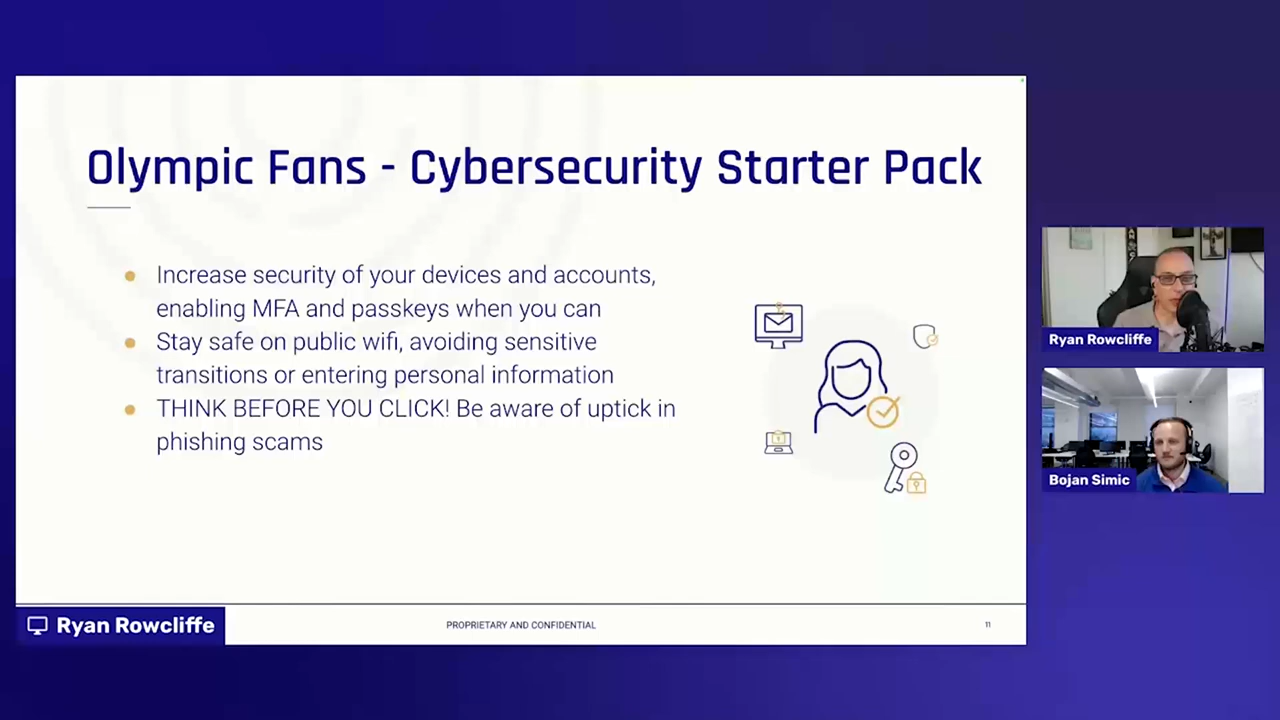 Olympic Fans - Cybersecurity Starter Pack
Increase security of your devices and accounts,
enabling MFA and passkeys when you can
Stay safe on public wifi, avoiding sensitive
transitions or entering personal information
THINK BEFORE YOU CLICK! Be aware of uptick in
phishing scams
Ryan Rowcliffe
PROPRIETARY AND CONFIDENTIAL
11
Ryan Rowcliffe
Bojan Simic